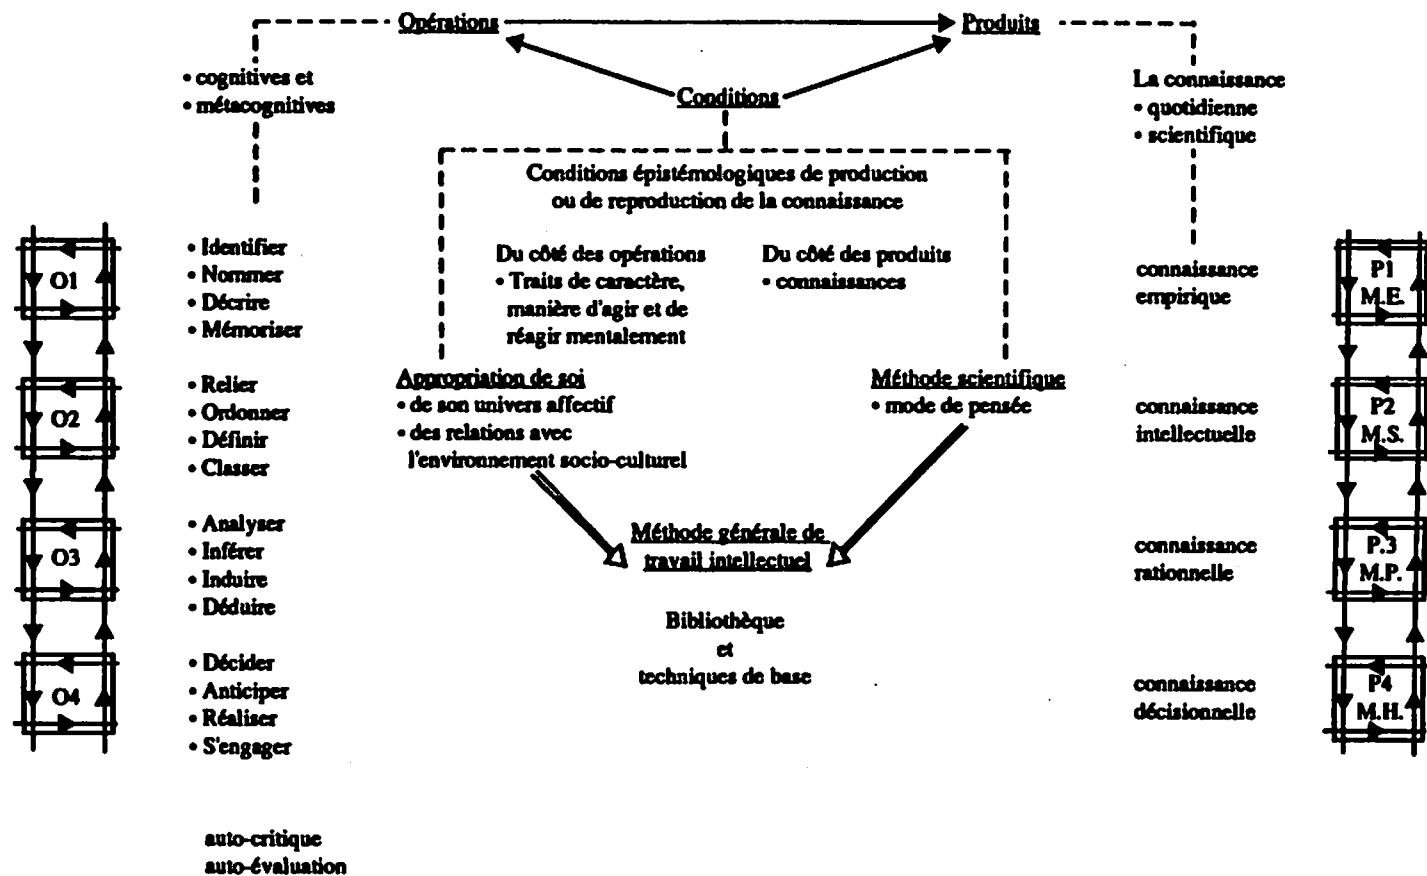 Opérations
Produits
• cognitives et
• métacognitives
Conditions
La connaissance
• quotidienne
• scientifique
Conditions épistémologiques de production
ou de reproduction de la connaissance
Du côté des opérations
• Traits de caractère,
manière d'agir et de
réagir mentalement
Du côté des produits
• connaissances
O1
• Identifier
• Nommer
• Décrire
• Mémoriser
connaissance
empirique
P1
M.E.
Appropriation de soi
• de son univers affectif
• des relations avec
l'environnement socio-culturel
Méthode scientifique
• mode de pensée
O2
• Relier
• Ordonner
• Définir
• Classer
connaissance
intellectuelle
P2
M.S.
Méthode générale de
travail intellectuel
O3
• Analyser
• Inférer
• Induire
• Déduire
connaissance
rationnelle
P.3
M.P.
Bibliothèque
et
techniques de base
O4
• Décider
• Anticiper
• Réaliser
• S'engager
connaissance
décisionnelle
P4
M.H.
auto-critique
auto-évaluation